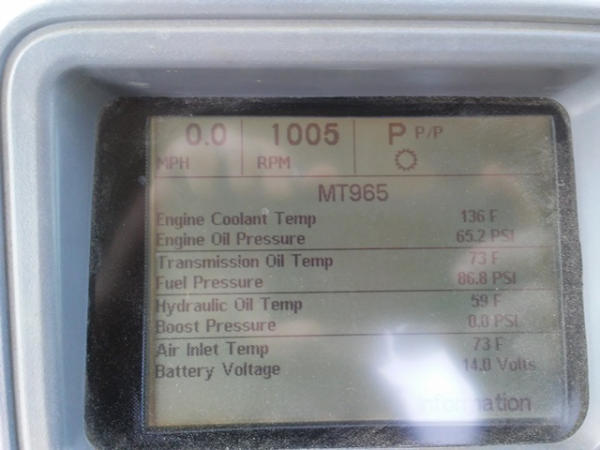 0.0 1005 P P/P
MPH RPM
MT965
Engine Coolant Temp 136 F
Engine Oil Pressure 65.2 PSI
Transmission Oil Temp 73 F
Fuel Pressure 86.8 PSI
Hydraulic Oil Temp 59 F
Boost Pressure 0.0 PSI
Air Inlet Temp 73 F
Battery Voltage 14.0 Volts
Information